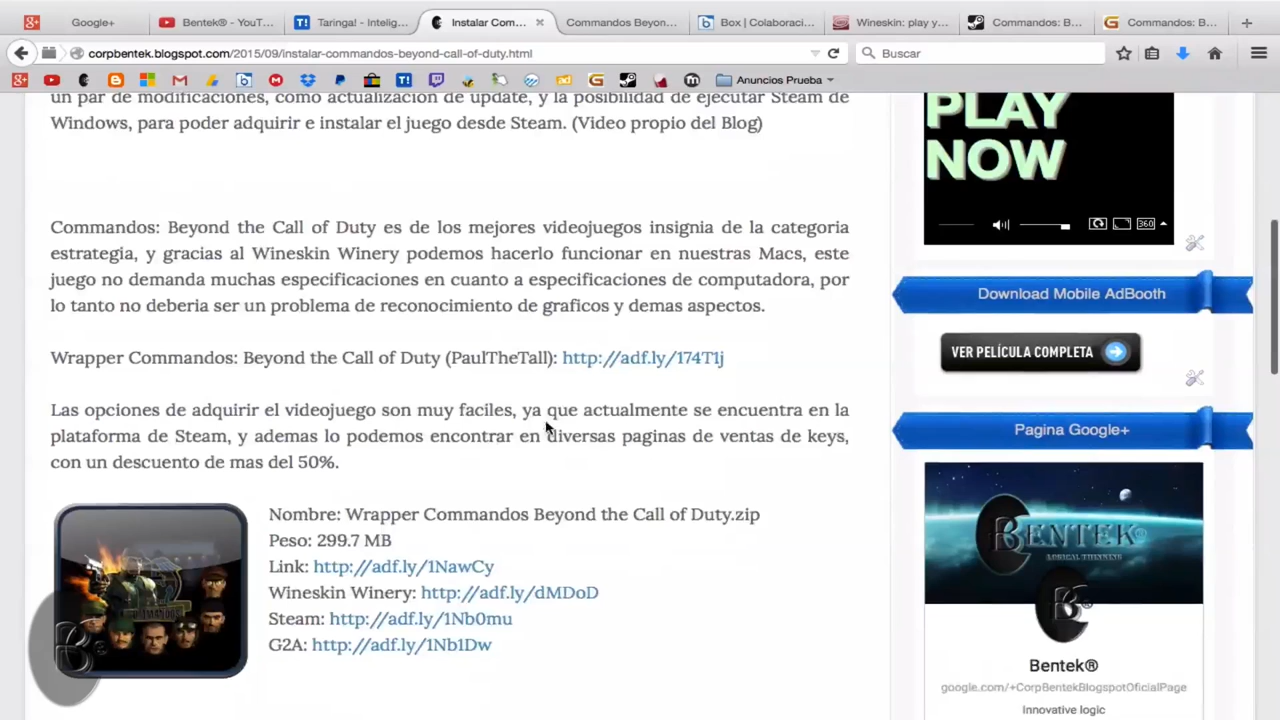 Google+
Bentek® - YouT...
Taringa! - Intelig...
Instalar Com...
Commandos Beyon...
Box | Colaboraci...
Wineskin: play y...
Commandos: B...
Commandos: B...
corpbentek.blogspot.com/2015/09/instalar-commandos-beyond-call-of-duty.html
Buscar
Anuncios Prueba
un par de modificaciones, como actualizacion de update, y la posibilidad de ejecutar Steam de
Windows, para poder adquirir e instalar el juego desde Steam. (Video propio del Blog)
Commandos: Beyond the Call of Duty es de los mejores videojuegos insignia de la categoria
estrategia, y gracias al Wineskin Winery podemos hacerlo funcionar en nuestras Macs, este
juego no demanda muchas especificaciones en cuanto a especificaciones de computadora, por
lo tanto no deberia ser un problema de reconocimiento de graficos y demas aspectos.
Wrapper Commandos: Beyond the Call of Duty (PaulTheTall): http://adf.ly/174T1j
Las opciones de adquirir el videojuego son muy faciles, ya que actualmente se encuentra en la
plataforma de Steam, y ademas lo podemos encontrar en diversas paginas de ventas de keys,
con un descuento de mas del 50%.
Nombre: Wrapper Commandos Beyond the Call of Duty.zip
Peso: 299.7 MB
Link: http://adf.ly/1NawCy
Wineskin Winery: http://adf.ly/dMDoD
Steam: http://adf.ly/1Nb0mu
G2A: http://adf.ly/1Nb1Dw
PLAY
NOW
360
Download Mobile AdBooth
VER PELÍCULA COMPLETA
Pagina Google+
BENTEK®
LOGICAL THINKING
Bentek®
google.com/+CorpBentekBlogspotOficialPage
Innovative logic